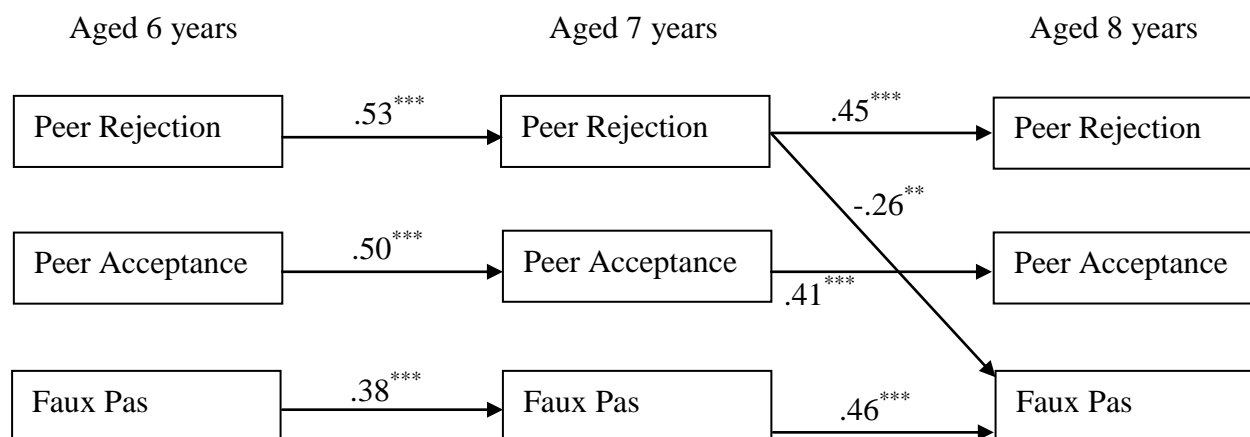 Aged 6 years Aged 7 years Aged 8 years
Peer Rejection .53*** Peer Rejection .45*** Peer Rejection
-.26**
Peer Acceptance .50*** Peer Acceptance .41*** Peer Acceptance
Faux Pas .38*** Faux Pas .46*** Faux Pas